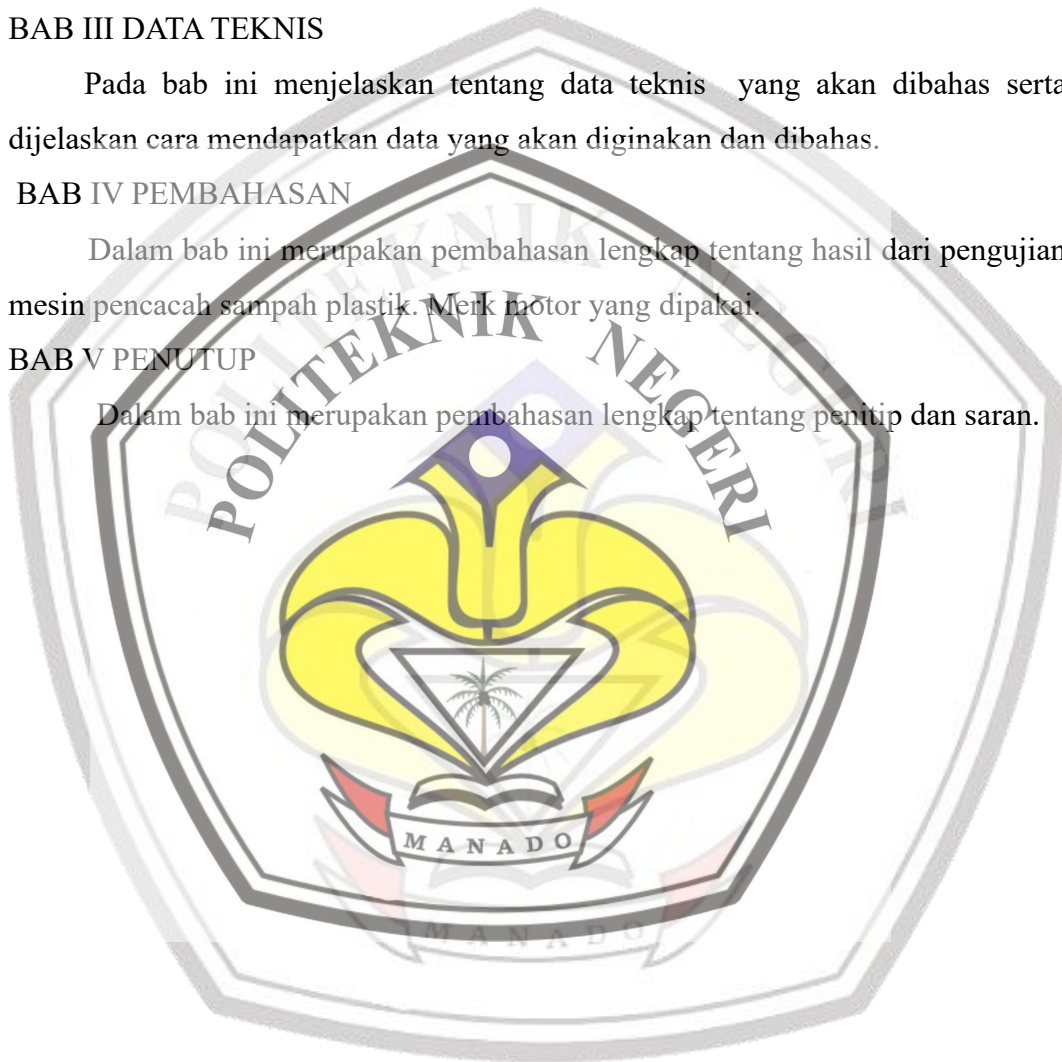 BAB III DATA TEKNIS
Pada bab ini menjelaskan tentang data teknis yang akan dibahas serta
dijelaskan cara mendapatkan data yang akan diginakan dan dibahas.
BAB IV PEMBAHASAN
Dalam bab ini merupakan pembahasan lengkap tentang hasil dari pengujian
mesin pencacah sampah plastik. Merk motor yang dipakai.
BAB V PENUTUP
Dalam bab ini merupakan pembahasan lengkap tentang penitip dan saran.
POLITEKNIK NEGERI
POLITEKNIK NEGERI
MANADO
MANADO